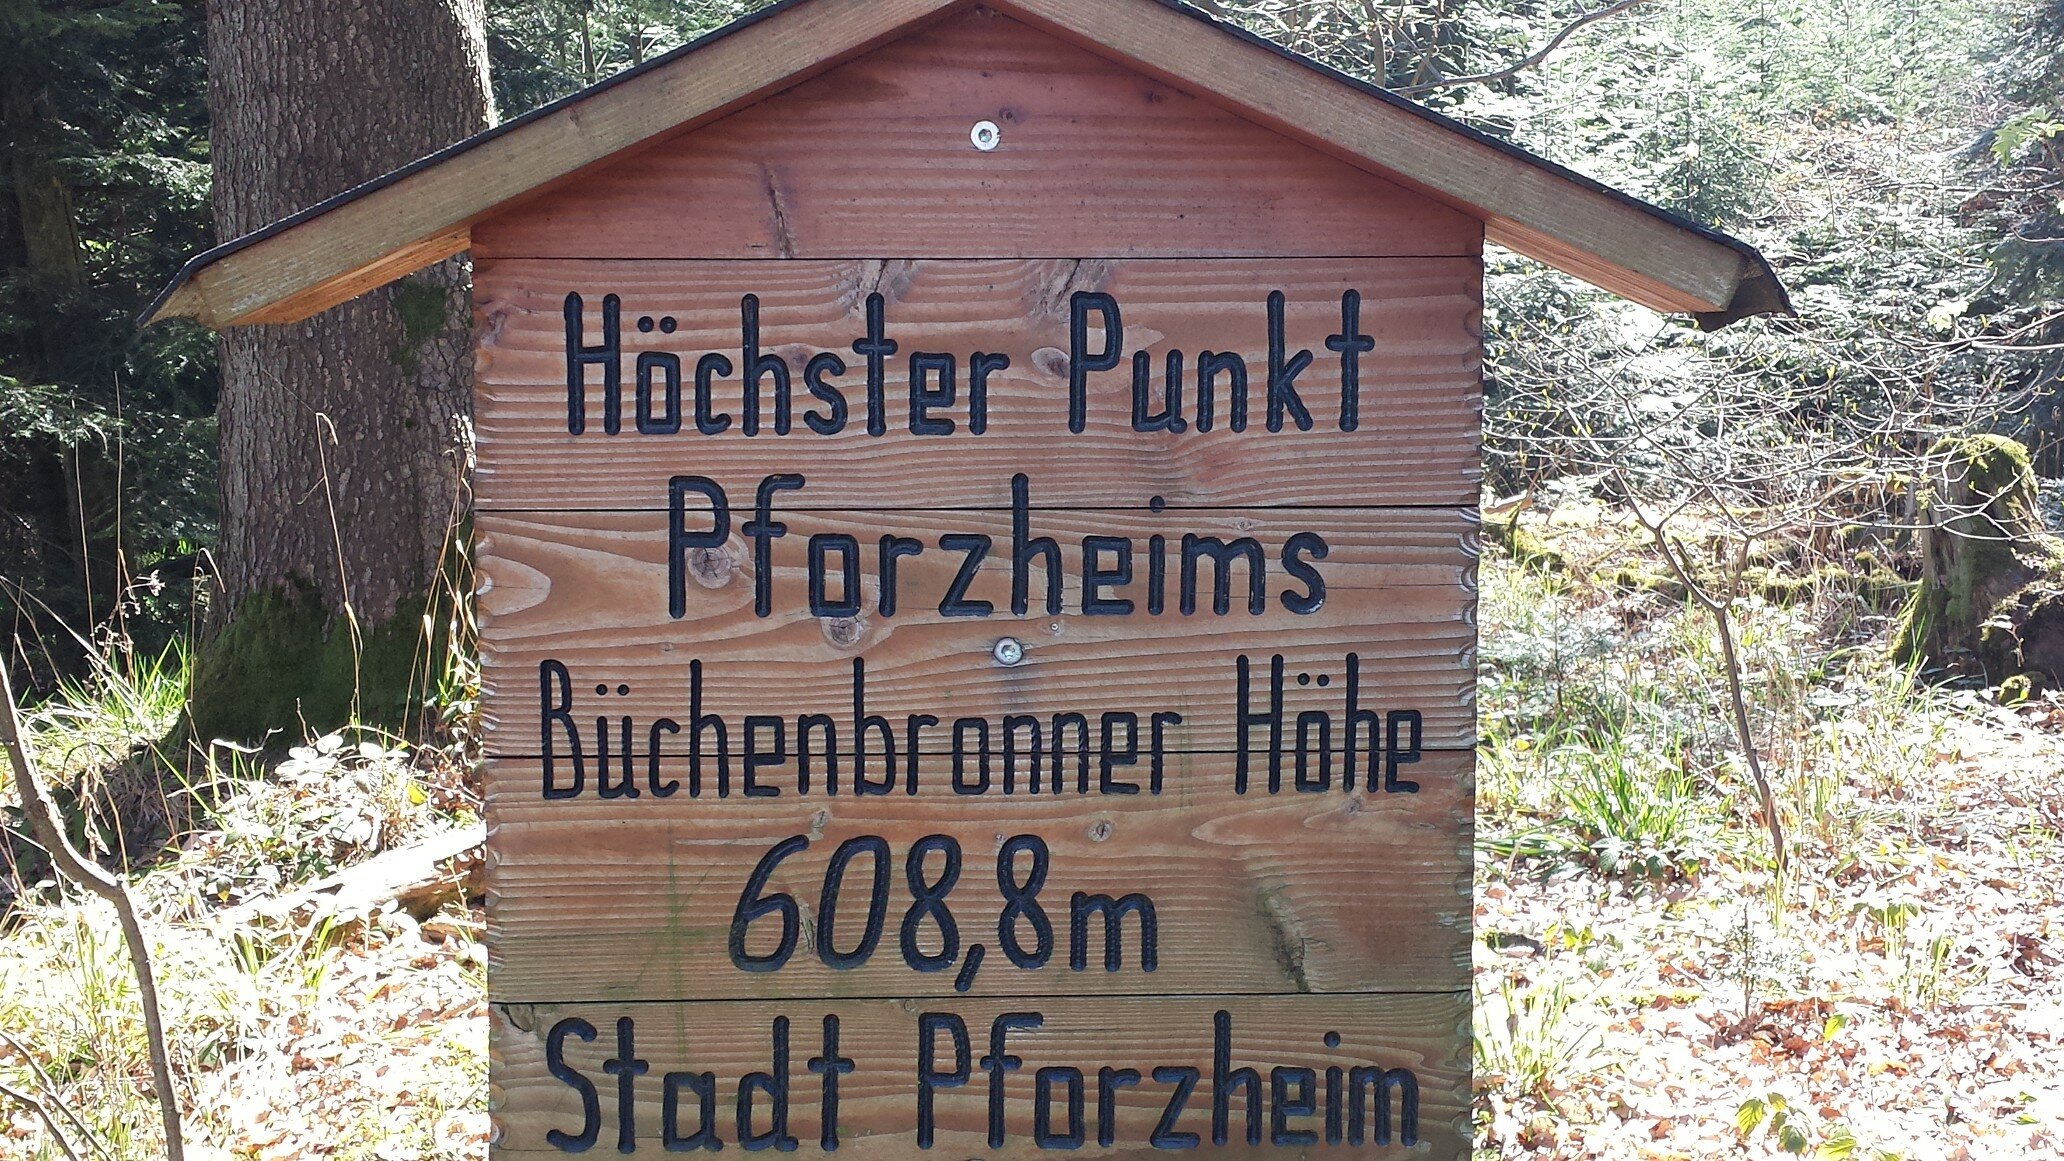 Höchster Punkt
Pforzheims
Büchenbronner Höhe
608,8m
Stadt Pforzheim